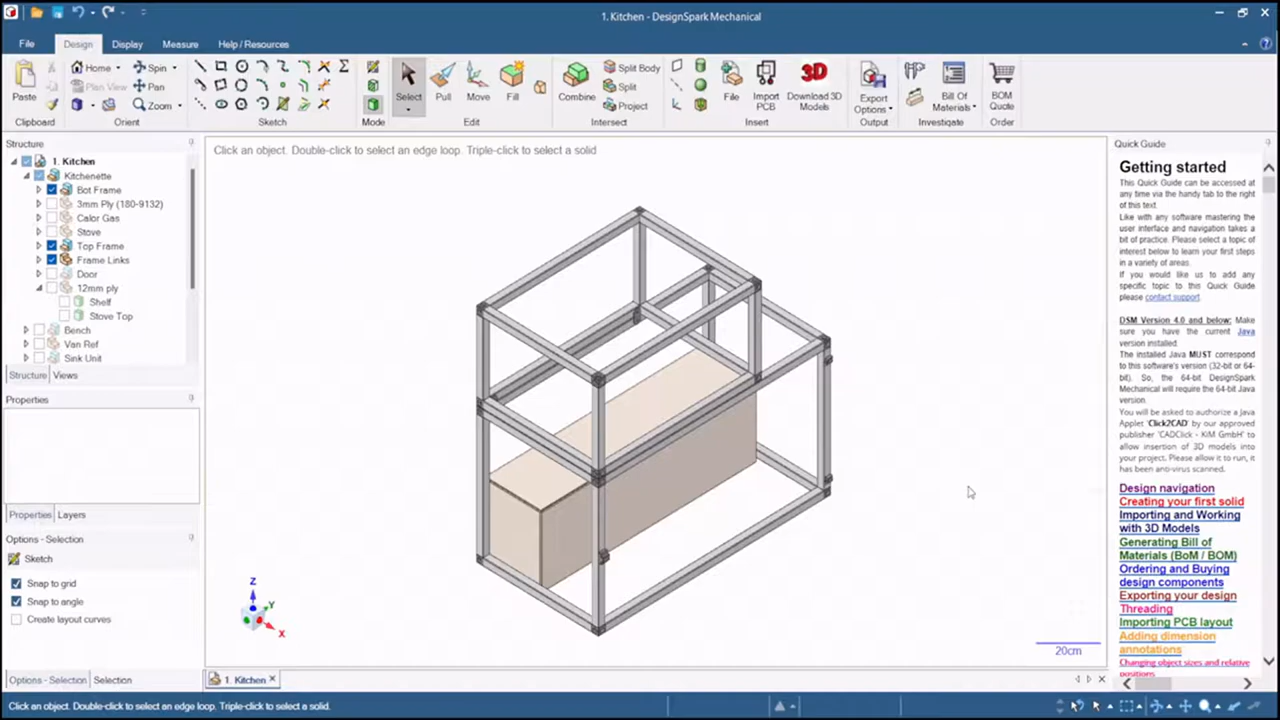 1. Kitchen - DesignSpark Mechanical
File
Design
Display
Measure
Help / Resources
Paste
Home
Spin
Plan View
Pan
Zoom
Select
Pull
Move
Fill
Combine
Split Body
Split
Project
File
Import
PCB
3D
Download 3D
Models
Export
Options
Bill Of
Materials
BOM
Quote
Clipboard
Orient
Sketch
Mode
Edit
Intersect
Insert
Output
Investigate
Order
Structure
1. Kitchen
Kitchenette
Bot Frame
3mm Ply (180-9132)
Calor Gas
Stove
Top Frame
Frame Links
Door
12mm ply
Shelf
Stove Top
Bench
Van Ref
Sink Unit
Structure
Views
Properties
Properties
Layers
Options - Selection
Sketch
Snap to grid
Snap to angle
Create layout curves
Options - Selection
Selection
Click an object. Double-click to select an edge loop. Triple-click to select a solid
Z
Y
X
20cm
1. Kitchen
Quick Guide
Getting started
This Quick Guide can be accessed at
any time via the handy tab to the right
of this text.
Like with any software mastering the
user interface and navigation takes a
bit of practice. Please select a topic of
interest below to learn your first steps
in a variety of areas.
If you would like us to add any
specific topic to this Quick Guide
please contact support.
DSM Version 4.0 and below: Make
sure you have the current Java
version installed.
The installed Java MUST correspond
to this software's version (32-bit or 64-
bit). So, the 64-bit DesignSpark
Mechanical will require the 64-bit Java
version.
You will be asked to authorize a Java
Applet 'Click2CAD' by our approved
publisher 'CADClick - KiM GmbH' to
allow insertion of 3D models into
your project. Please allow it to run, it
has been anti-virus scanned.
Design navigation
Creating your first solid
Importing and Working
with 3D Models
Generating Bill of
Materials (BoM / BOM)
Ordering and Buying
design components
Exporting your design
Threading
Importing PCB layout
Adding dimension
annotations
Changing object sizes and relative
positions
Click an object. Double-click to select an edge loop. Triple-click to select a solid.